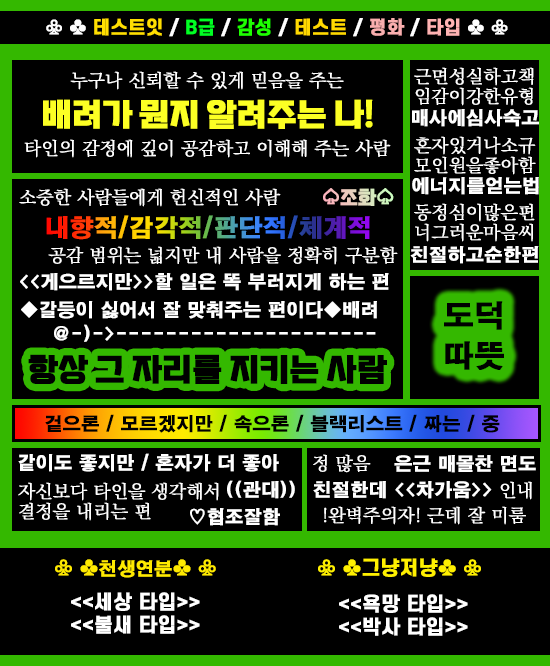 ♧ ♣ 테스트잇 / B급 / 감성 / 테스트 / 평화 / 타입 ♣ ♧
누구나 신뢰할 수 있게 믿음을 주는
배려가 뭔지 알려주는 나!
타인의 감정에 깊이 공감하고 이해해 주는 사람
근면성실하고책
임감이강한유형
매사에심사숙고
혼자있거나소규
모인원을좋아함
에너지를얻는법
동정심이많은편
너그러운마음씨
친절하고순한편
소중한 사람들에게 헌신적인 사람
♤조화♤
내향적/감각적/판단적/체계적
공감 범위는 넓지만 내 사람을 정확히 구분함
<<게으르지만>>할 일은 똑 부러지게 하는 편
◆갈등이 싫어서 잘 맞춰주는 편이다◆배려
@-)->---------------------
항상 그 자리를 지키는 사람
도덕
따뜻
겉으론 / 모르겠지만 / 속으론 / 블랙리스트 / 짜는 / 중
같이도 좋지만 / 혼자가 더 좋아
자신보다 타인을 생각해서 ((관대))
결정을 내리는 편 ♡협조잘함
정 많음 은근 매몰찬 면도
친절한데 <<차가움>> 인내
!완벽주의자! 근데 잘 미룸
♧ ♣천생연분♣ ♧
<<세상 타입>>
<<불새 타입>>
♧ ♣그냥저냥♣ ♧
<<욕망 타입>>
<<박사 타입>>